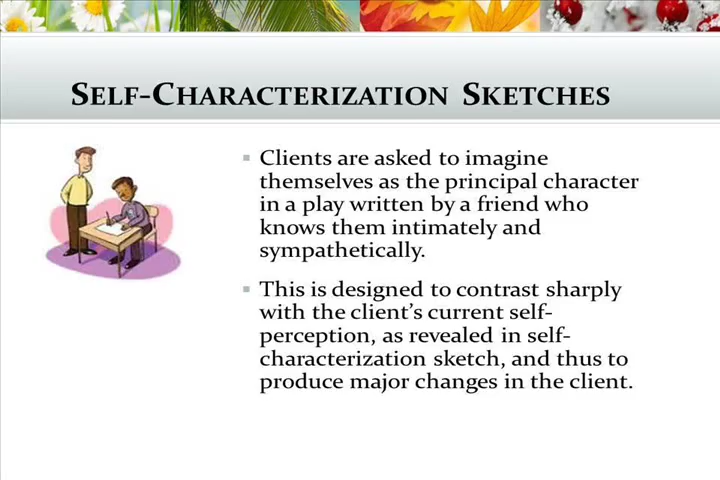 Self-Characterization Sketches
Clients are asked to imagine
themselves as the principal character
in a play written by a friend who
knows them intimately and
sympathetically.
This is designed to contrast sharply
with the client's current self-
perception, as revealed in self-
characterization sketch, and thus to
produce major changes in the client.